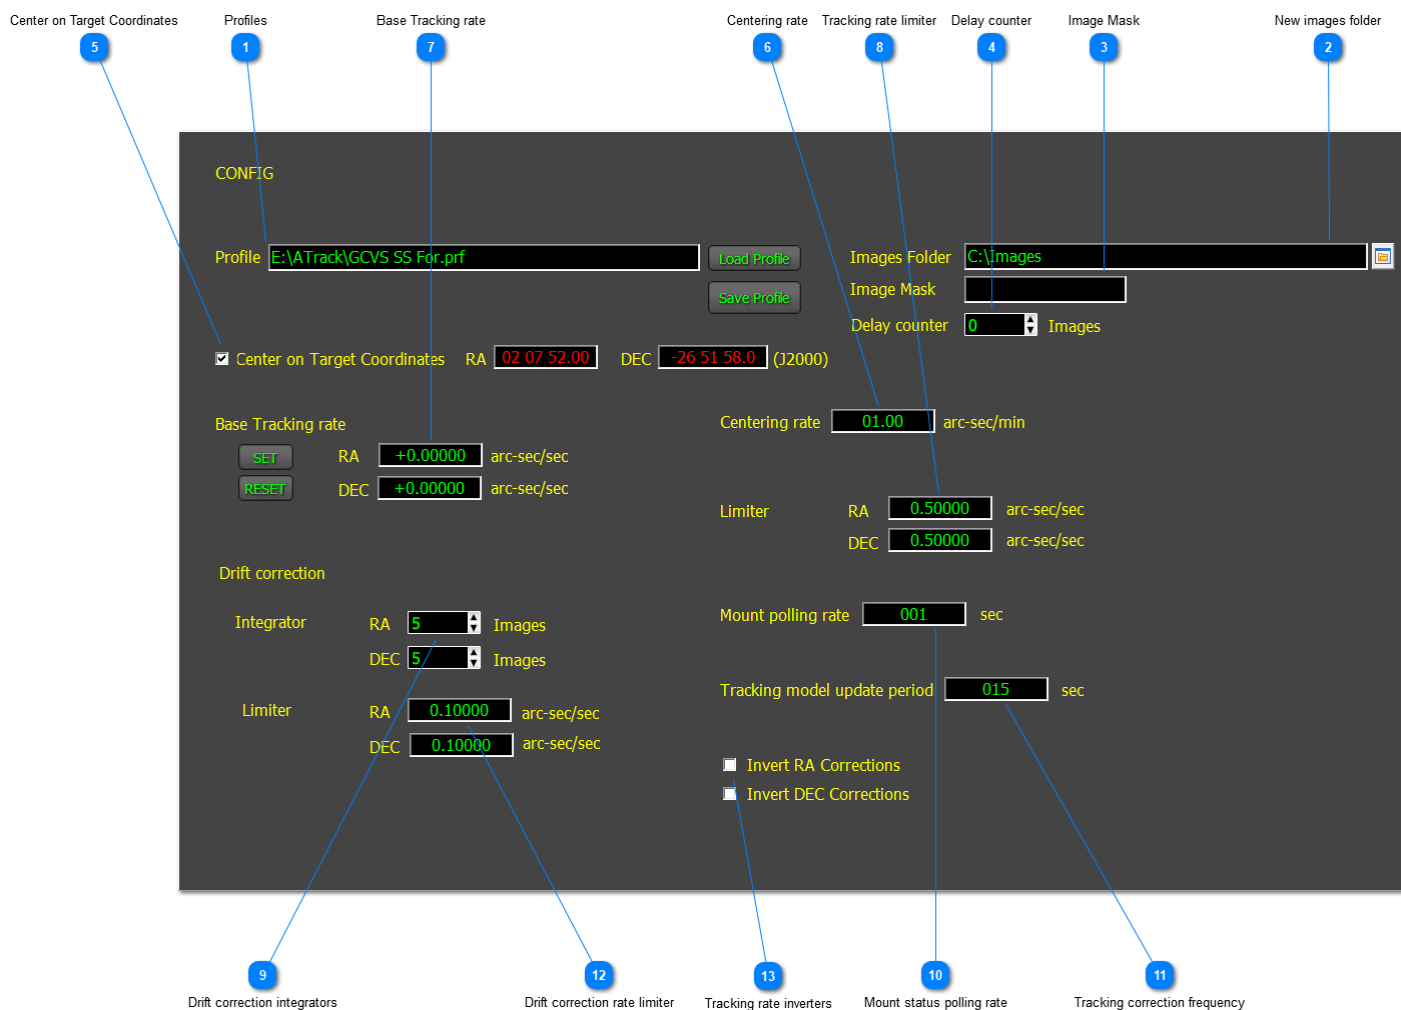 Center on Target Coordinates Profiles Base Tracking rate Centering rate Tracking rate limiter Delay counter Image Mask New images folder
5 1 7 6 8 4 3 2
CONFIG
Profile E:\ATrack\GCVS SS For.prf Load Profile Images Folder C:\Images
Save Profile Image Mask
Delay counter 0 Images
Center on Target Coordinates RA 02 07 52.00 DEC -26 51 58.0 (J2000)
Base Tracking rate Centering rate 01.00 arc-sec/min
SET RA +0.00000 arc-sec/sec
RESET DEC +0.00000 arc-sec/sec
Limiter RA 0.50000 arc-sec/sec
DEC 0.50000 arc-sec/sec
Drift correction
Integrator RA 5 Images Mount polling rate 001 sec
DEC 5 Images
Tracking model update period 015 sec
Limiter RA 0.10000 arc-sec/sec
DEC 0.10000 arc-sec/sec
Invert RA Corrections
Invert DEC Corrections
9 12 13 10 11
Drift correction integrators Drift correction rate limiter Tracking rate inverters Mount status polling rate Tracking correction frequency